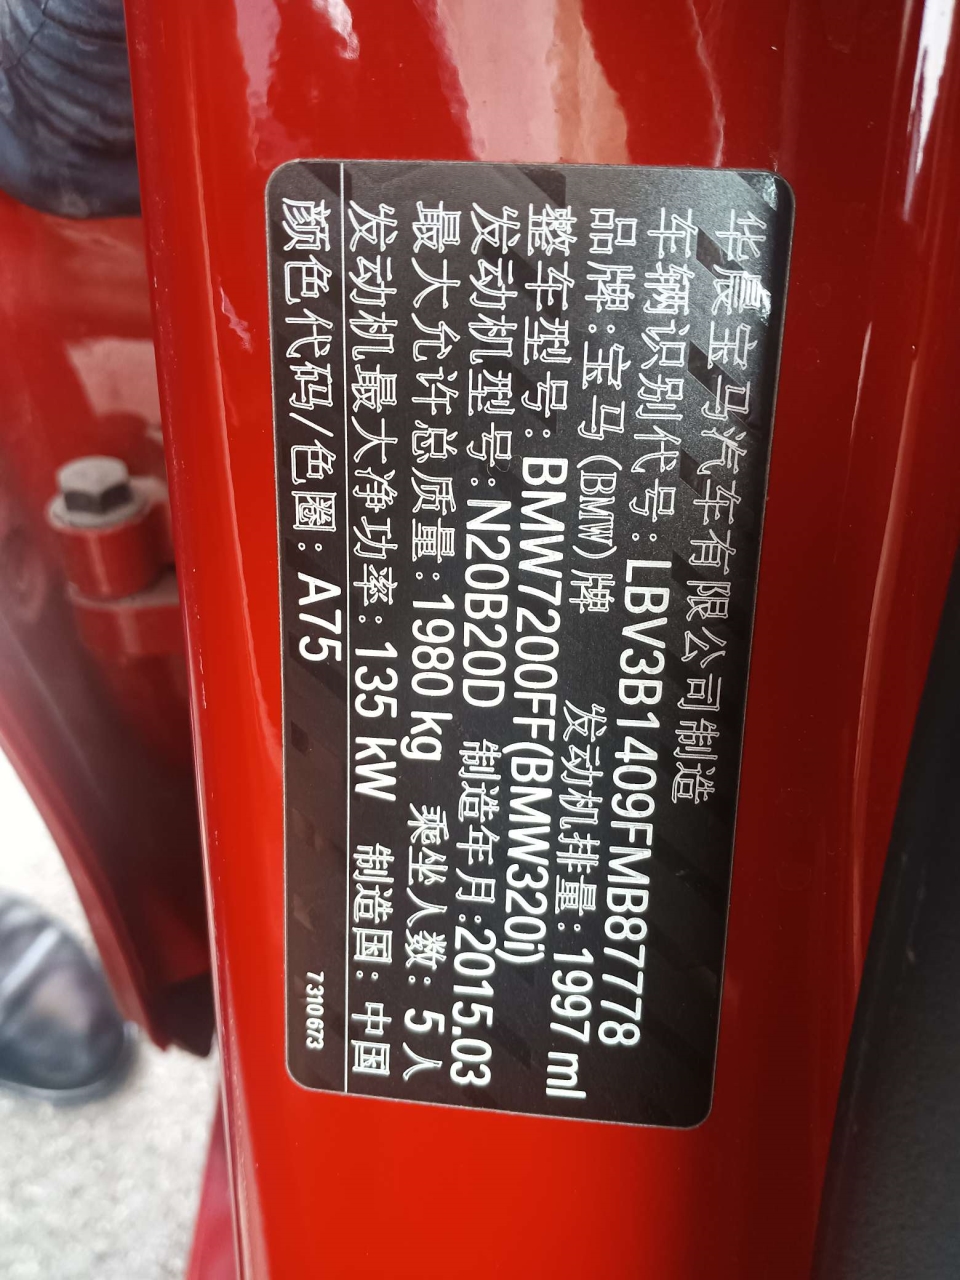 华晨宝马汽车有限公司制造
车辆识别代号：LBV3B1409FMB87778
品牌：宝马(BMW)牌 发动机排量：1997 ml
整车型号：BMW7200FF(BMW320i)
发动机型号：N20B20D 制造年月：2015.03
最大允许总质量：1980 kg 乘坐人数：5 人
发动机最大净功率：135 kW 制造国：中国
颜色代码/色圈：A75 7310673